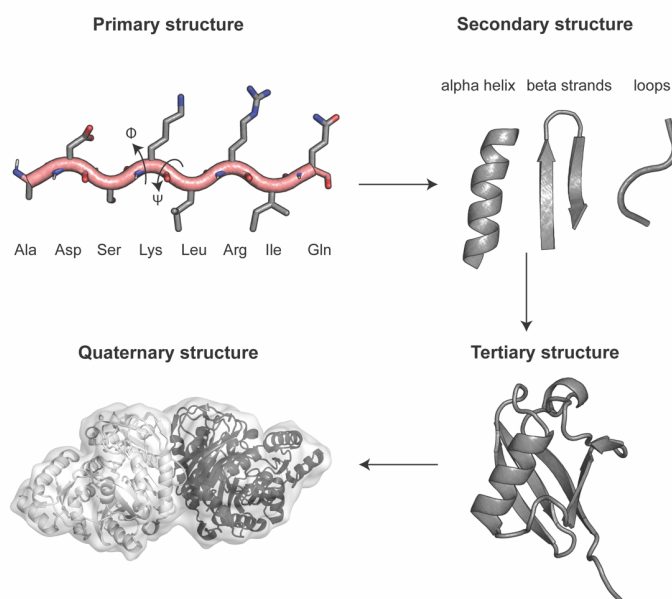 Primary structure
Secondary structure
alpha helix beta strands loops
Φ
Ψ
Ala Asp Ser Lys Leu Arg Ile Gln
Quaternary structure
Tertiary structure